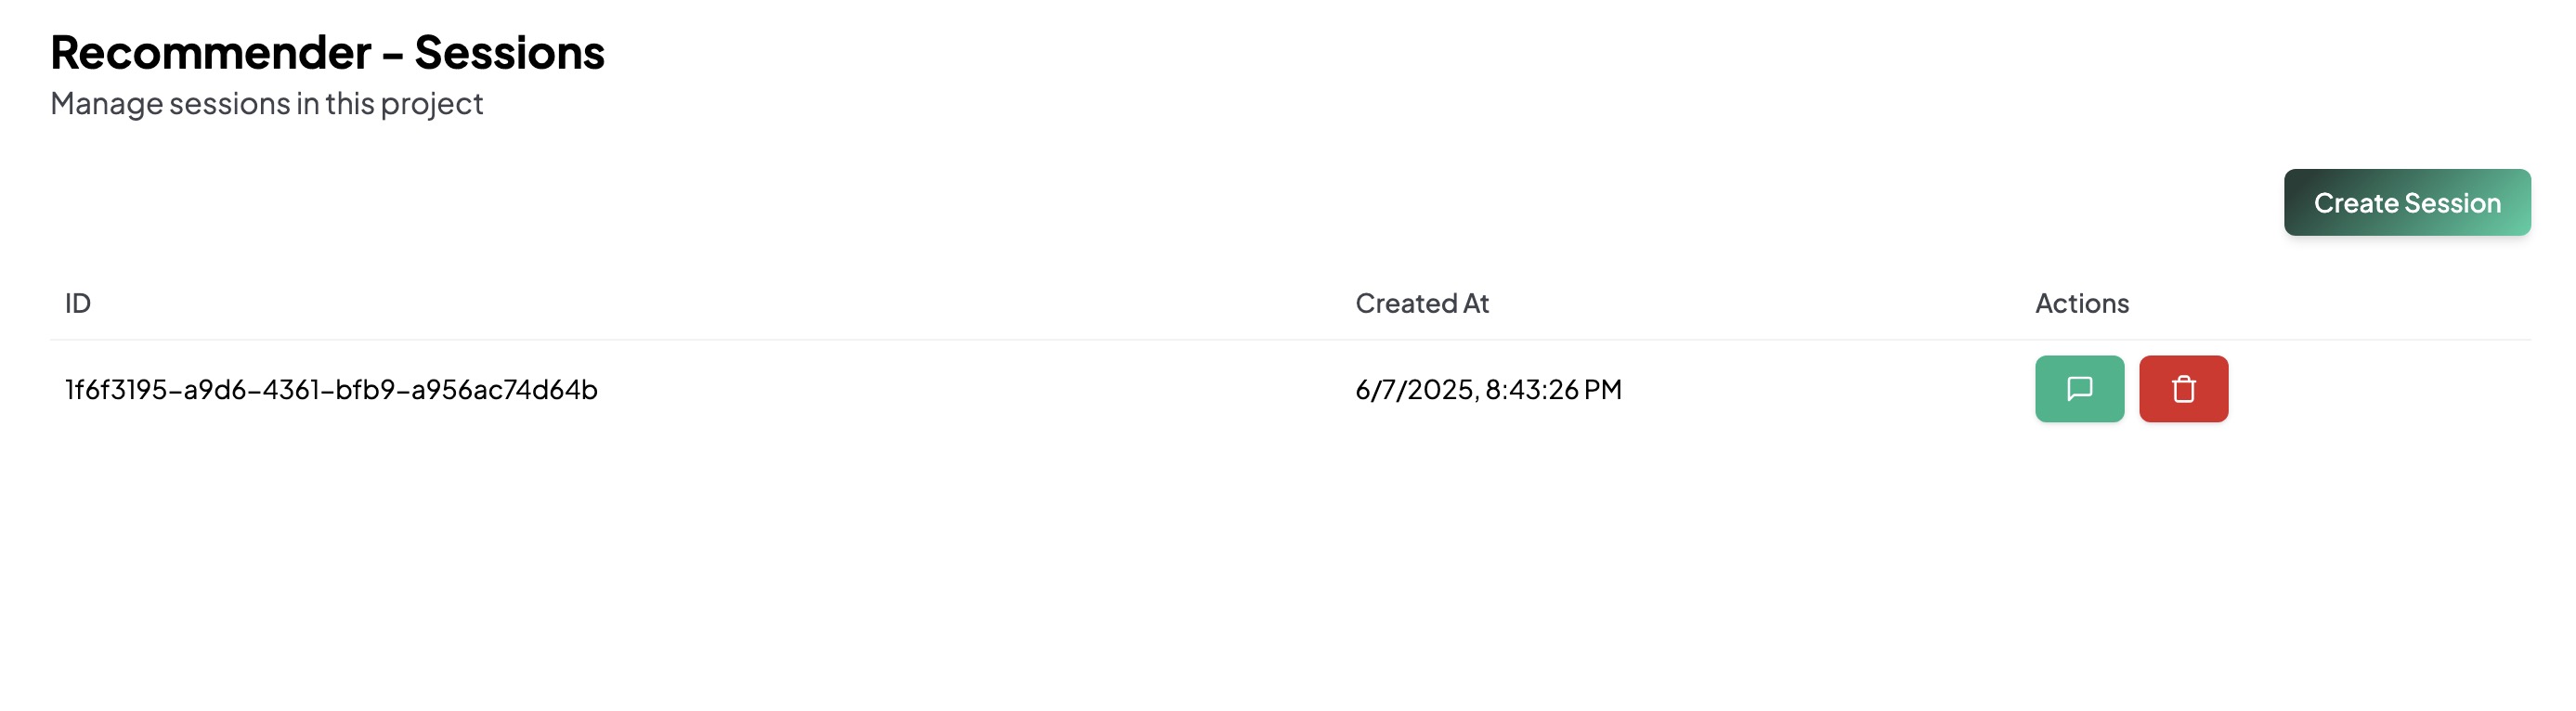 Recommender - Sessions
Manage sessions in this project
Create Session
ID Created At Actions
1f6f3195-a9d6-4361-bfb9-a956ac74d64b 6/7/2025, 8:43:26 PM